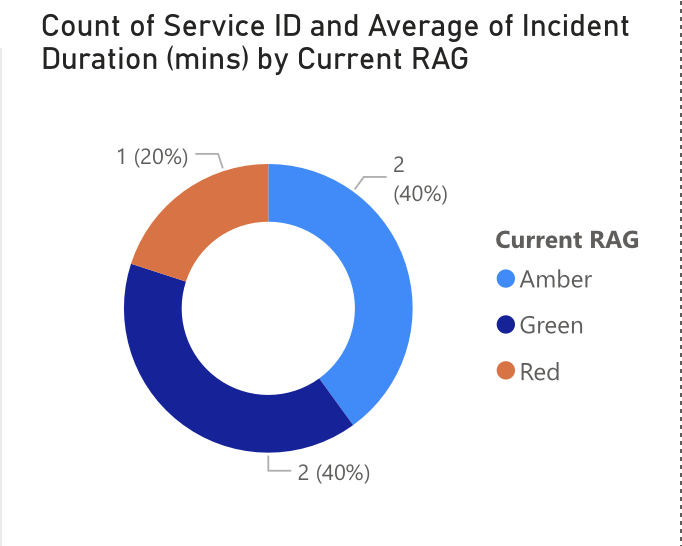 Count of Service ID and Average of Incident
Duration (mins) by Current RAG
1 (20%)
2
(40%)
2 (40%)
Current RAG
Amber
Green
Red